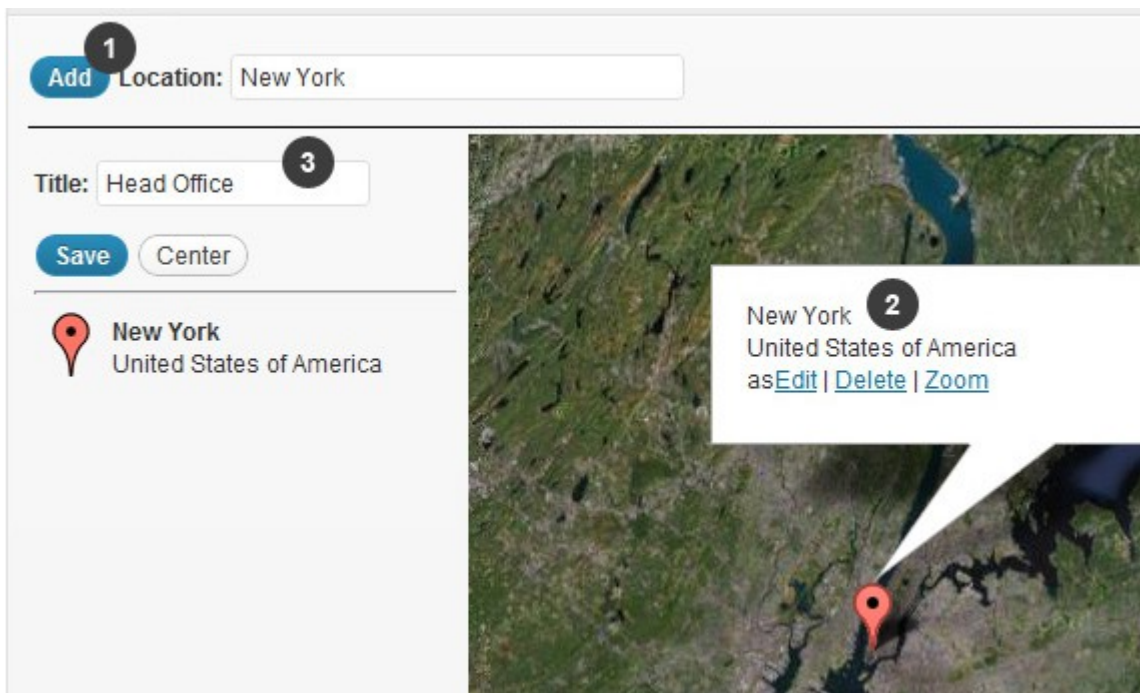 1
Add Location: New York
3
Title: Head Office
Save Center
New York
United States of America
New York 2
United States of America
asEdit | Delete | Zoom